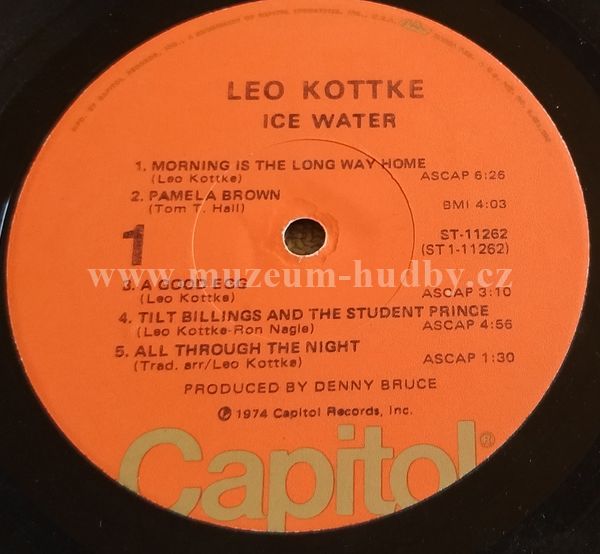 LEO KOTTKE
ICE WATER
1. MORNING IS THE LONG WAY HOME
(Leo Kottke) ASCAP 6:26
2. PAMELA BROWN
(Tom T. Hall) BMI 4:03
1 ST-11262
(ST1-11262)
www.muzeum-hudby.cz
3. A GOOD EGG
(Leo Kottke) ASCAP 3:10
4. TILT BILLINGS AND THE STUDENT PRINCE
(Leo Kottke-Ron Nagle) ASCAP 4:56
5. ALL THROUGH THE NIGHT
(Trad. arr/Leo Kottke) ASCAP 1:30
PRODUCED BY DENNY BRUCE
℗ 1974 Capitol Records, Inc.
Capitol®